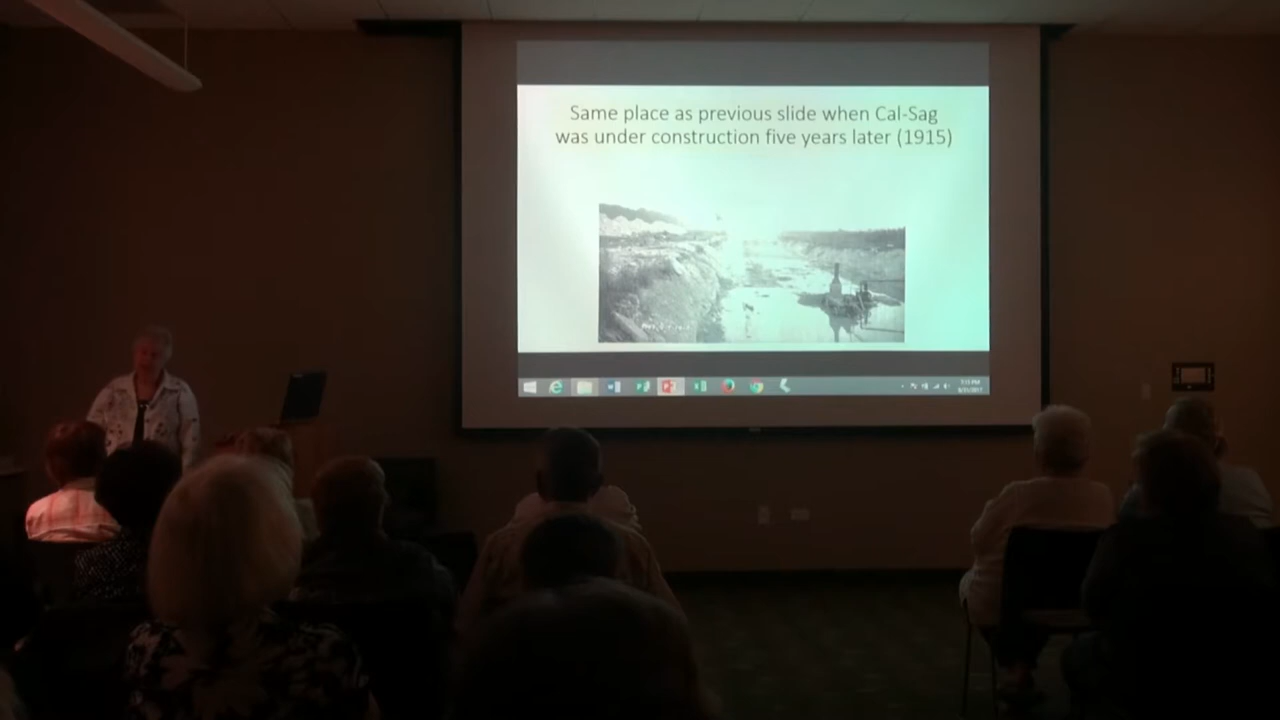 Same place as previous slide when Cal-Sag
was under construction five years later (1915)